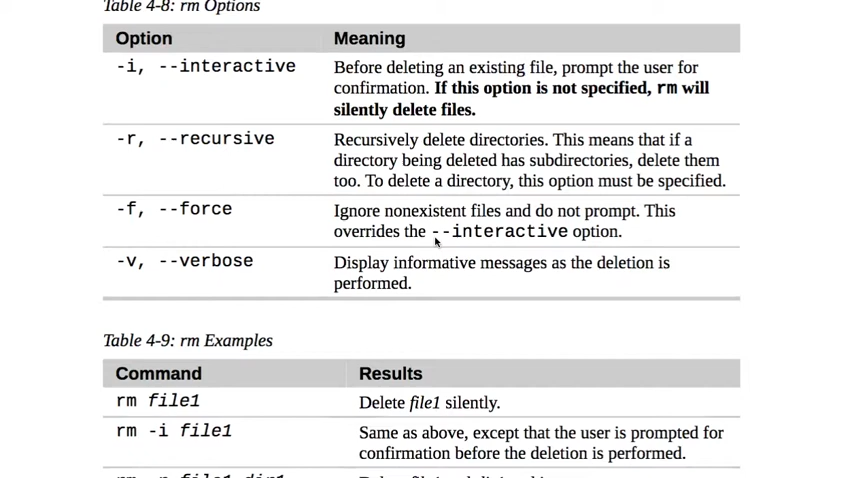 Table 4-8: rm Options
Option Meaning
-i, --interactive Before deleting an existing file, prompt the user for
confirmation. If this option is not specified, rm will
silently delete files.
-r, --recursive Recursively delete directories. This means that if a
directory being deleted has subdirectories, delete them
too. To delete a directory, this option must be specified.
-f, --force Ignore nonexistent files and do not prompt. This
overrides the --interactive option.
-v, --verbose Display informative messages as the deletion is
performed.
Table 4-9: rm Examples
Command Results
rm file1 Delete file1 silently.
rm -i file1 Same as above, except that the user is prompted for
confirmation before the deletion is performed.